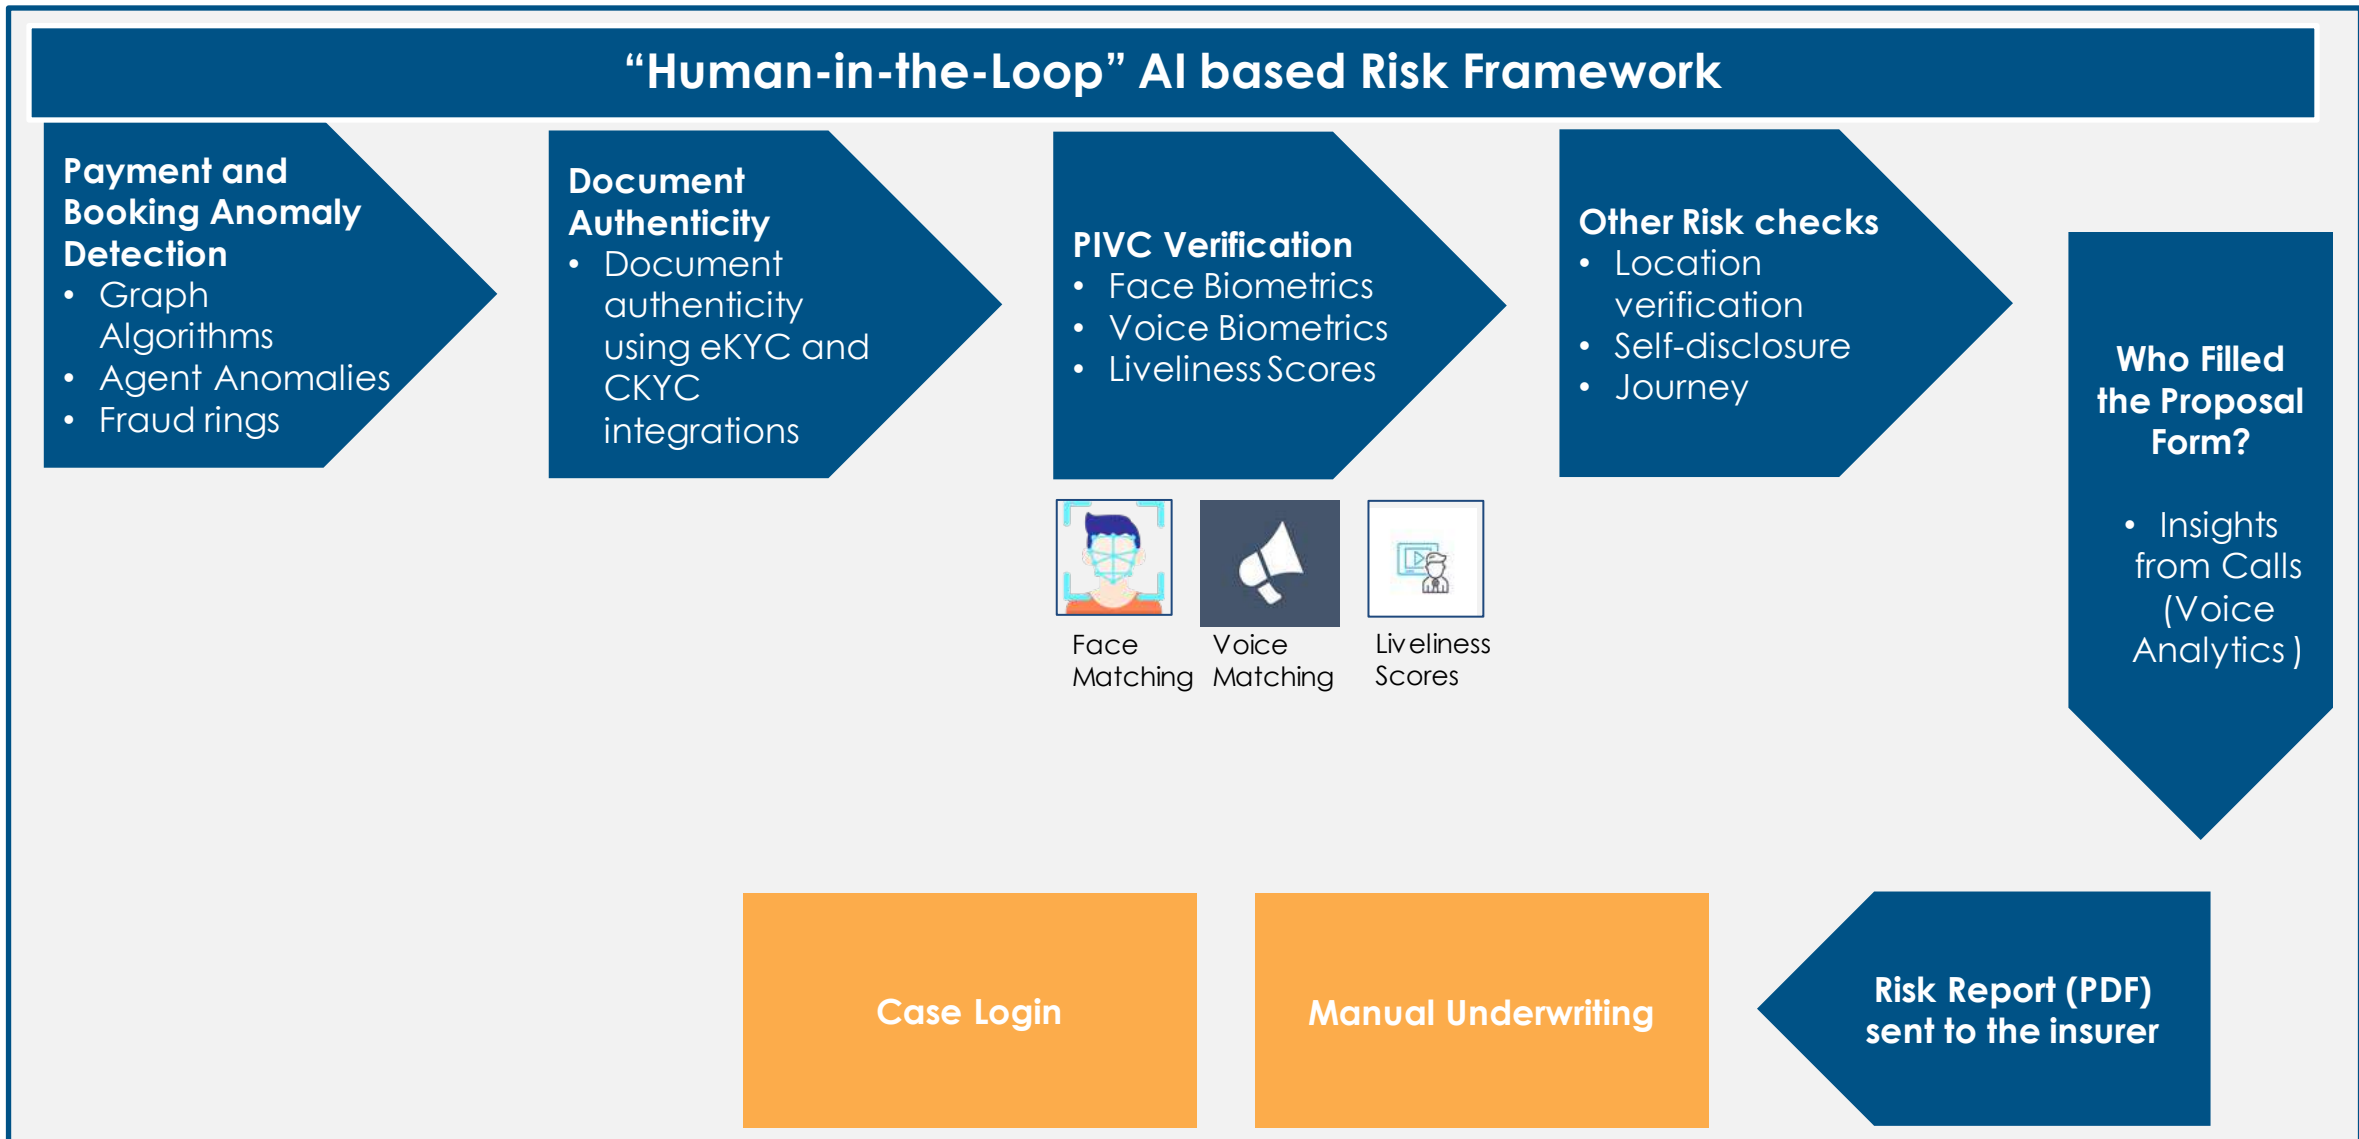 “Human-in-the-Loop” AI based Risk Framework
Payment and
Booking Anomaly
Detection
• Graph
Algorithms
• Agent Anomalies
• Fraud rings
Document
Authenticity
• Document
authenticity
using eKYC and
CKYC
integrations
PIVC Verification
• Face Biometrics
• Voice Biometrics
• Liveliness Scores
Face
Matching
Voice
Matching
Liveliness
Scores
Other Risk checks
• Location
verification
• Self-disclosure
• Journey
Who Filled
the Proposal
Form?
• Insights
from Calls
(Voice
Analytics )
Risk Report (PDF)
sent to the insurer
Manual Underwriting
Case Login